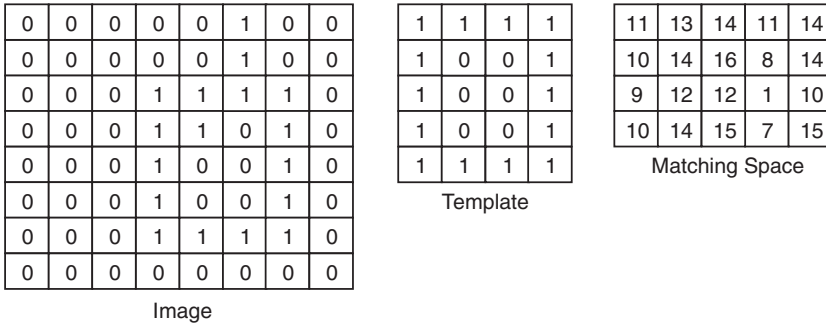 0 0 0 0 0 1 0 0
0 0 0 0 0 1 0 0
0 0 0 1 1 1 1 0
0 0 0 1 1 0 1 0
0 0 0 1 0 0 1 0
0 0 0 1 0 0 1 0
0 0 0 1 1 1 1 0
0 0 0 0 0 0 0 0
Image
1 1 1 1
1 0 0 1
1 0 0 1
1 0 0 1
1 1 1 1
Template
11 13 14 11 14
10 14 16 8 14
9 12 12 1 10
10 14 15 7 15
Matching Space